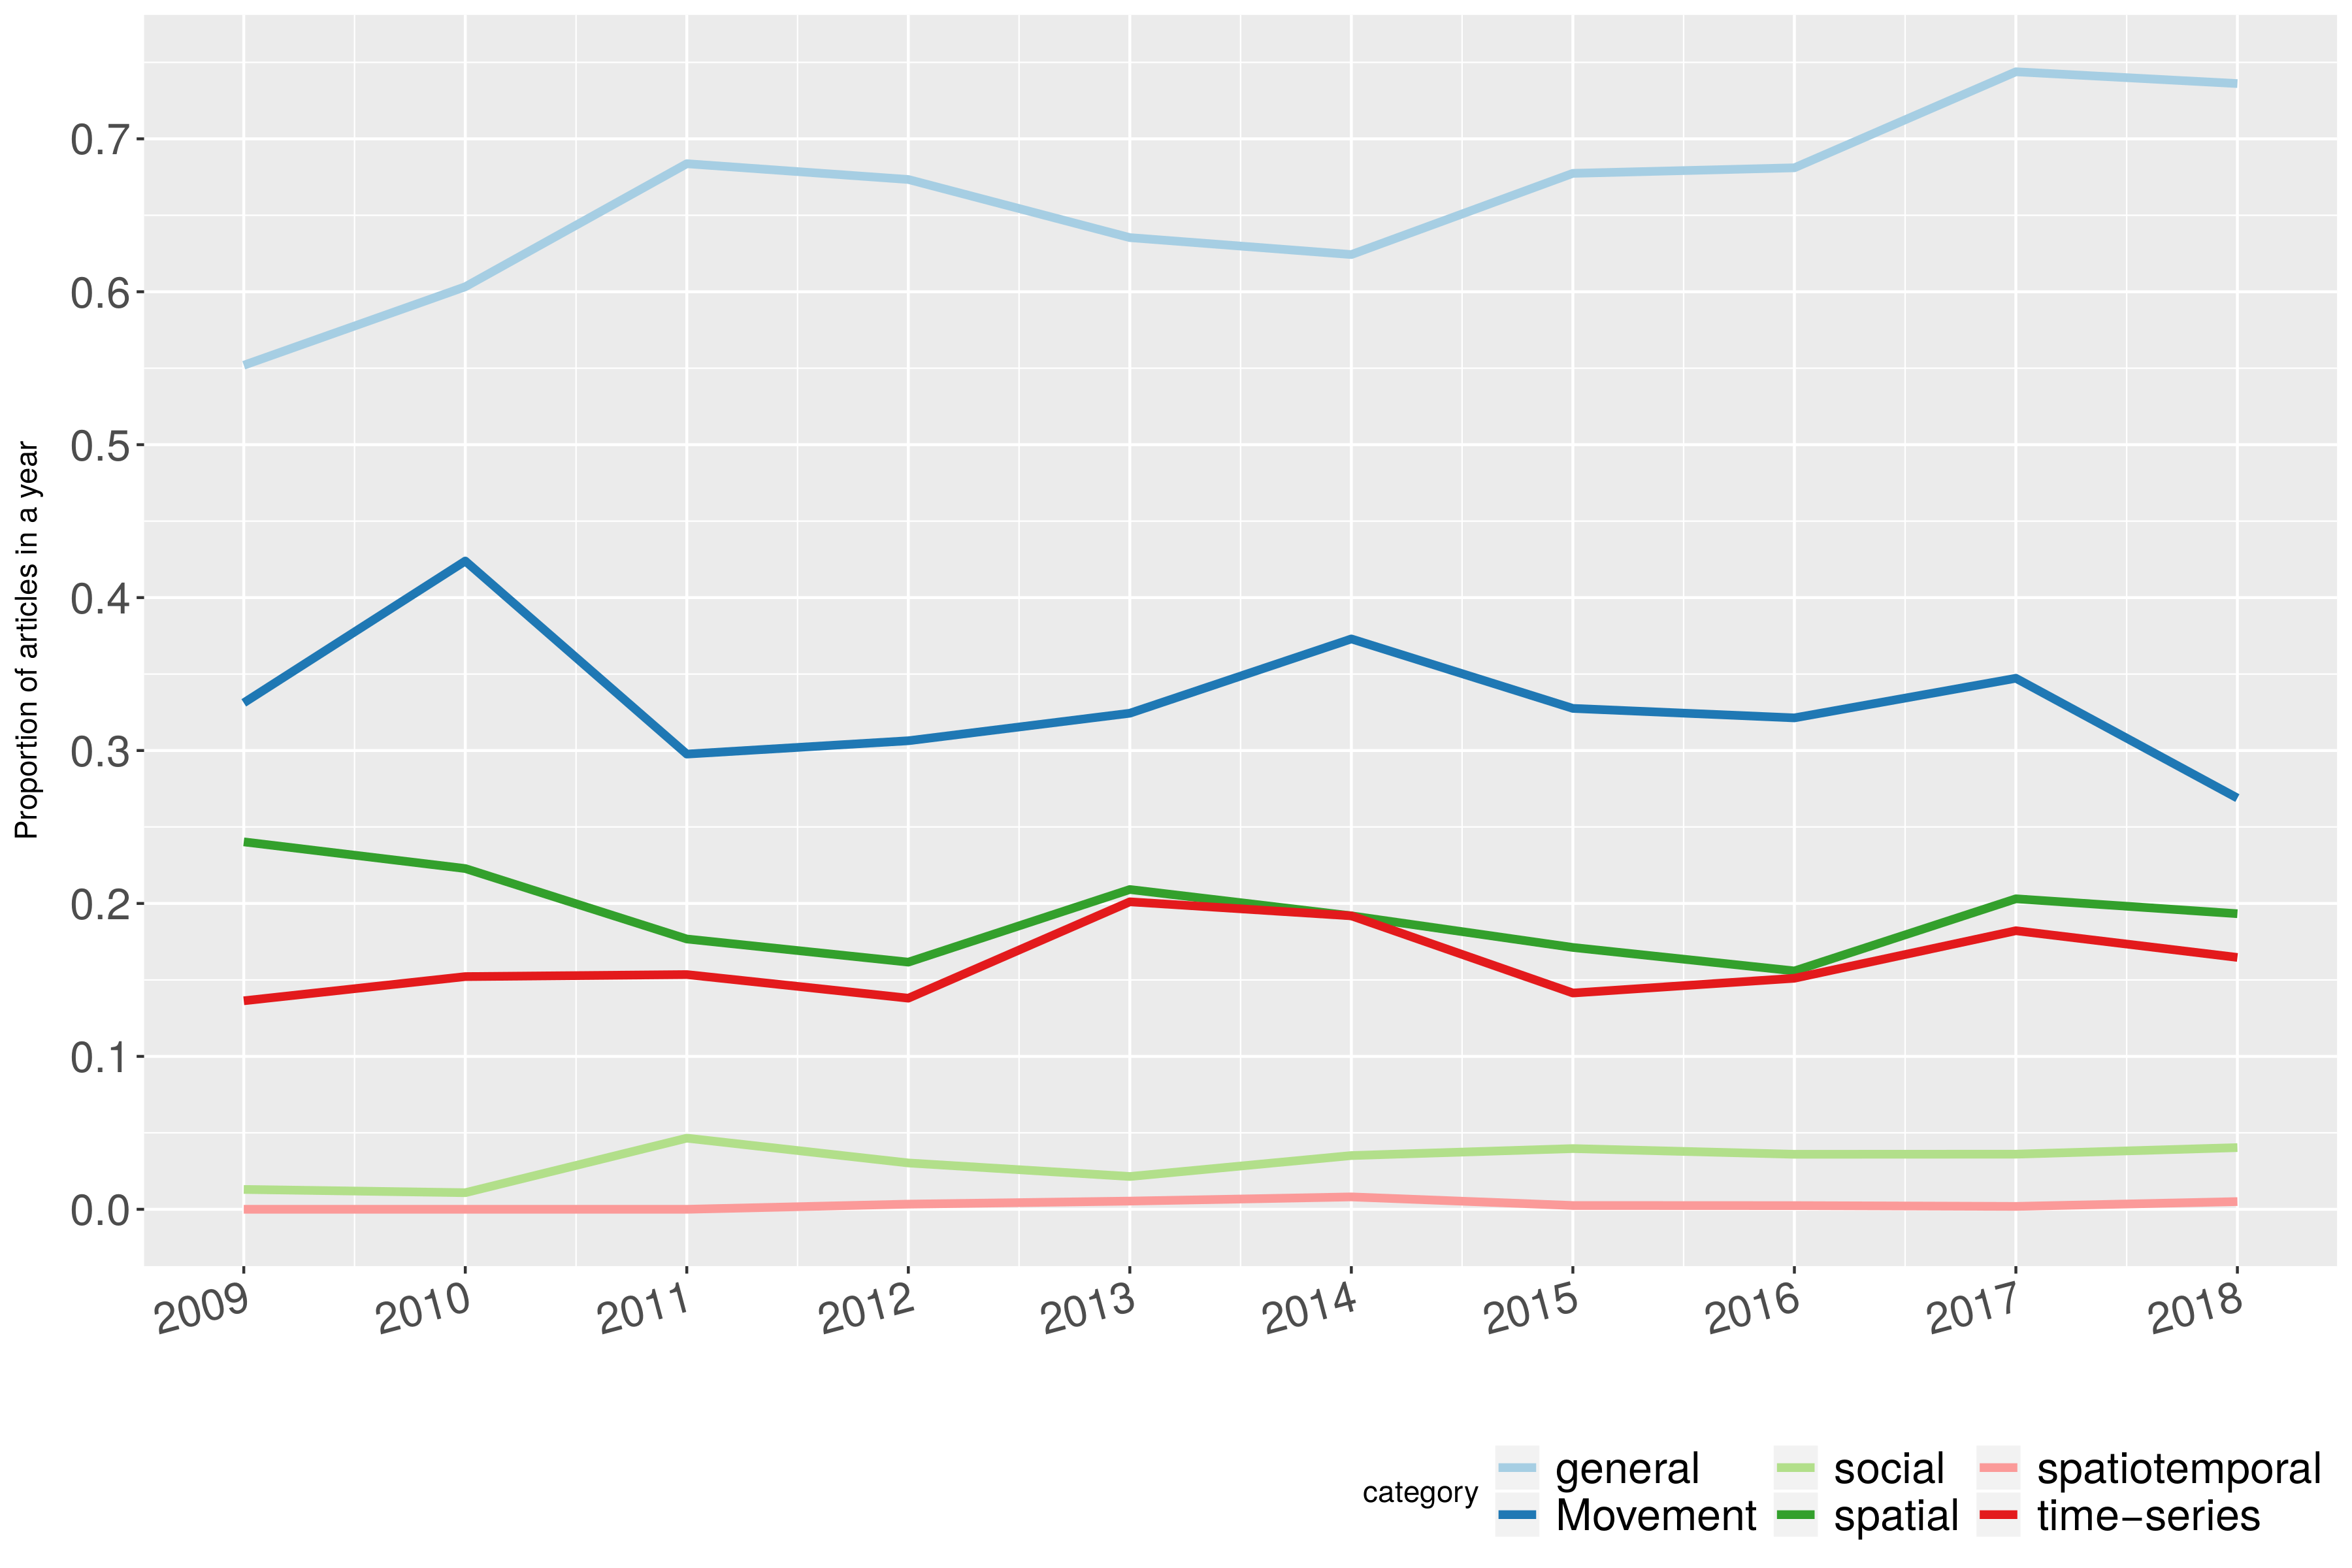 Proportion of articles in a year
0.7
0.6
0.5
0.4
0.3
0.2
0.1
0.0
2009 2010 2011 2012 2013 2014 2015 2016 2017 2018
category
general social spatiotemporal
Movement spatial time−series